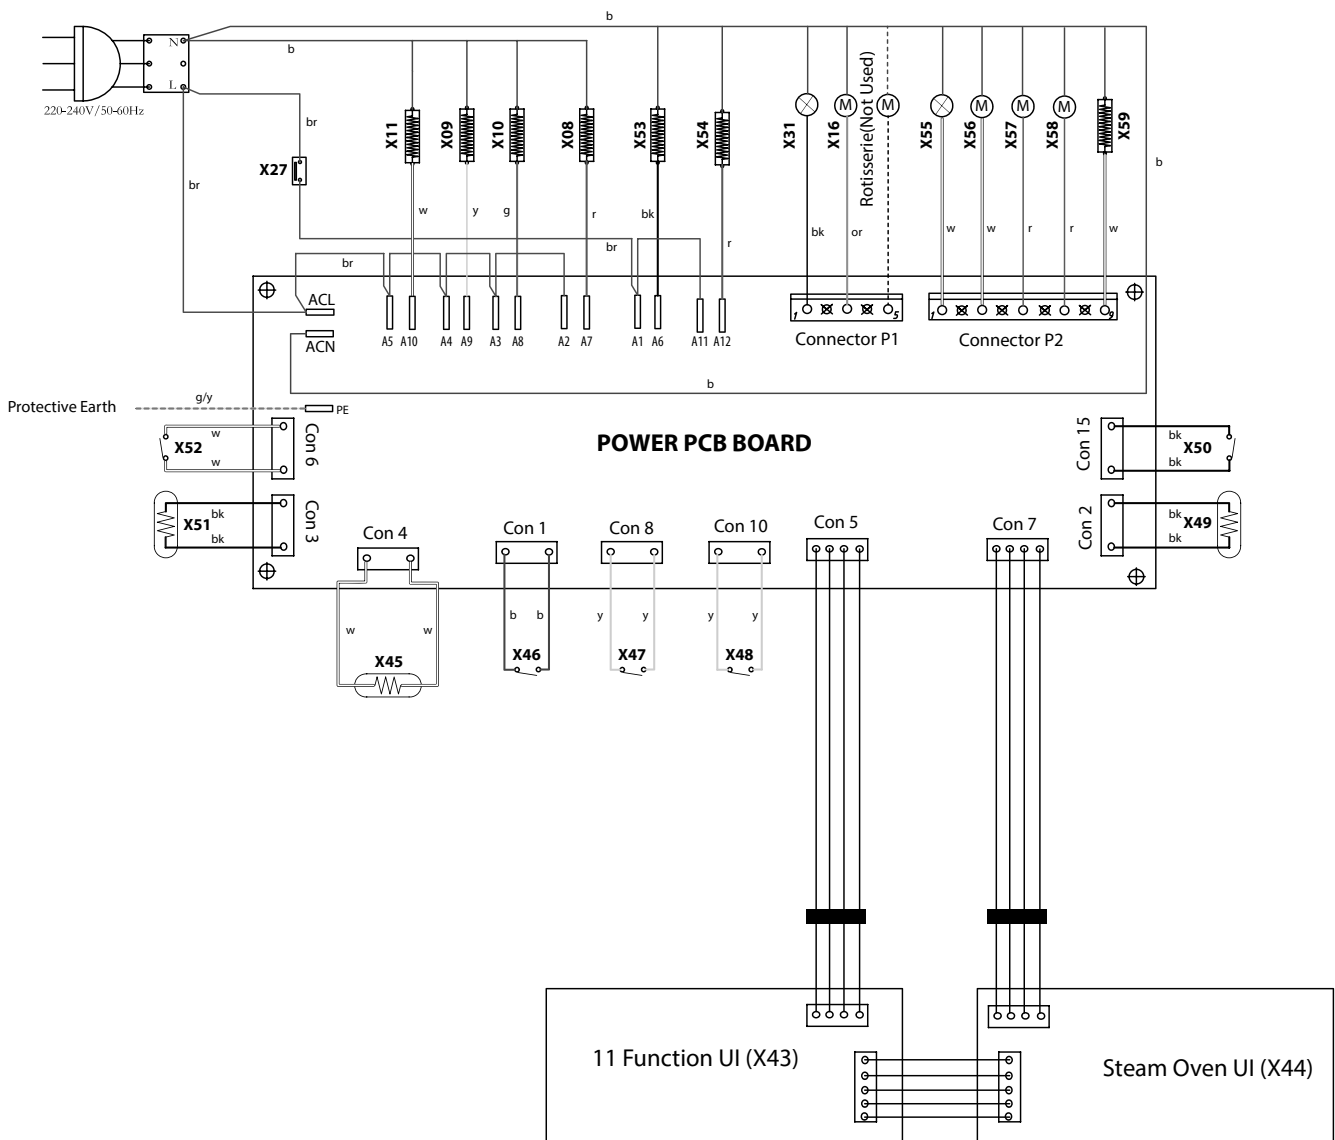 b
N
b
L
220-240V/50-60Hz
br
br
X27
X11
X09
X10
X08
X53
X54
X31
M
X16
M
Rotisserie(Not Used)
X55
M
X56
M
X57
M
X58
X59
b
w
y
g
r
bk
r
bk
or
w
w
r
r
w
br
br
ACL
ACN
A5
A10
A4
A9
A3
A8
A2
A7
A1
A6
A11
A12
1
5
Connector P1
1
9
Connector P2
b
Protective Earth
g/y
PE
w
X52
w
Con 6
POWER PCB BOARD
Con 15
bk
X50
bk
bk
X51
bk
Con 3
Con 2
bk
X49
bk
Con 4
Con 1
Con 8
Con 10
Con 5
Con 7
w
w
X45
b
b
X46
y
y
X47
y
y
X48
11 Function UI (X43)
Steam Oven UI (X44)